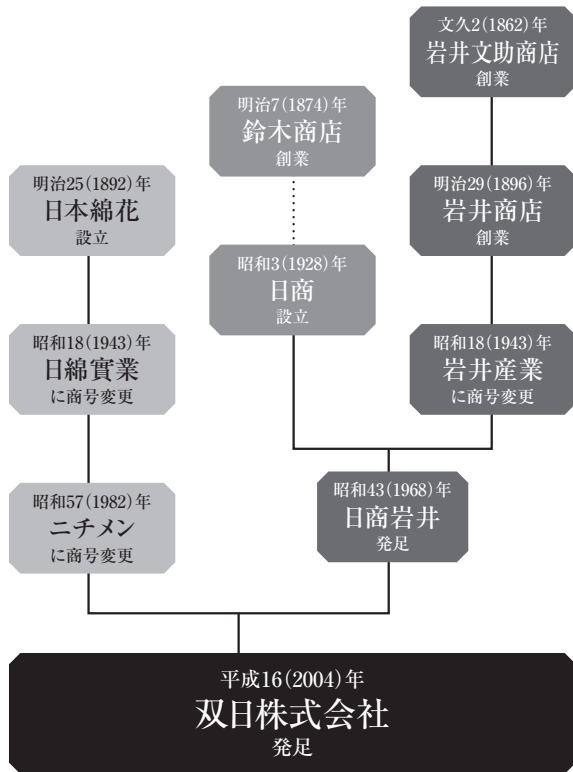 文久2(1862)年
岩井文助商店
創業
明治7(1874)年
鈴木商店
創業
明治25(1892)年
日本綿花
設立
明治29(1896)年
岩井商店
創業
昭和3(1928)年
日商
設立
昭和18(1943)年
日綿實業
に商号変更
昭和18(1943)年
岩井産業
に商号変更
昭和57(1982)年
ニチメン
に商号変更
昭和43(1968)年
日商岩井
発足
平成16(2004)年
双日株式会社
発足